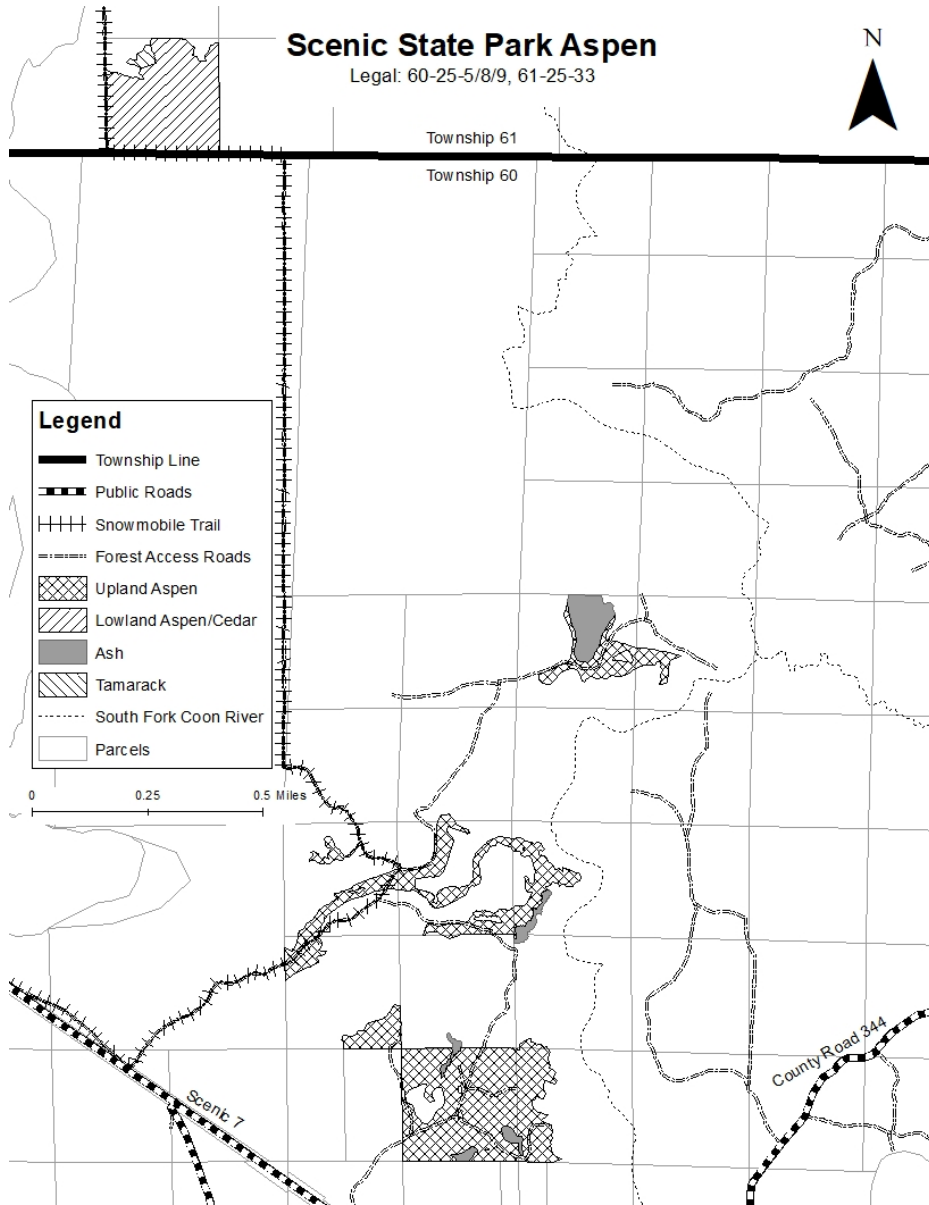 Scenic State Park Aspen
Legal: 60-25-5/8/9, 61-25-33
N
Township 61
Township 60
Legend
Township Line
Public Roads
Snowmobile Trail
Forest Access Roads
Upland Aspen
Lowland Aspen/Cedar
Ash
Tamarack
South Fork Coon River
Parcels
0 0.25 0.5 Miles
Scenic 7
County Road 344